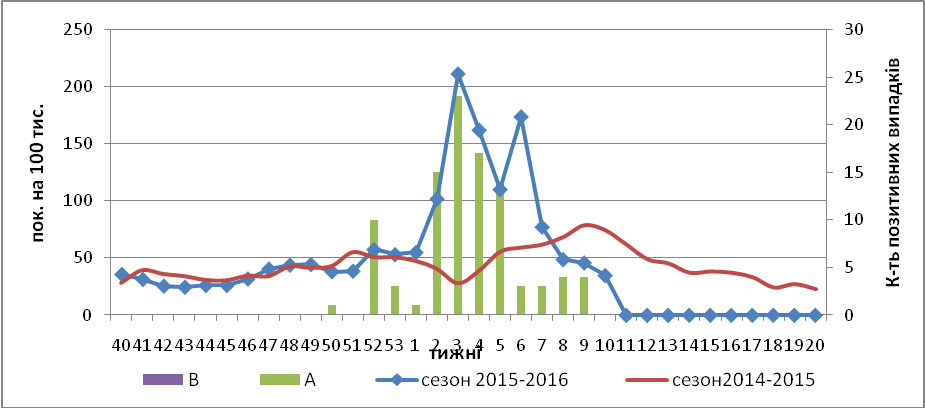 250
200
150
100
50
0
пок. на 100 тис.
30
25
20
15
10
5
0
К-ть позитивних випадків
40 41 42 43 44 45 46 47 48 49 50 51 52 53 1 2 3 4 5 6 7 8 9 10 11 12 13 14 15 16 17 18 19 20
тижні
В А сезон 2015-2016 сезон2014-2015